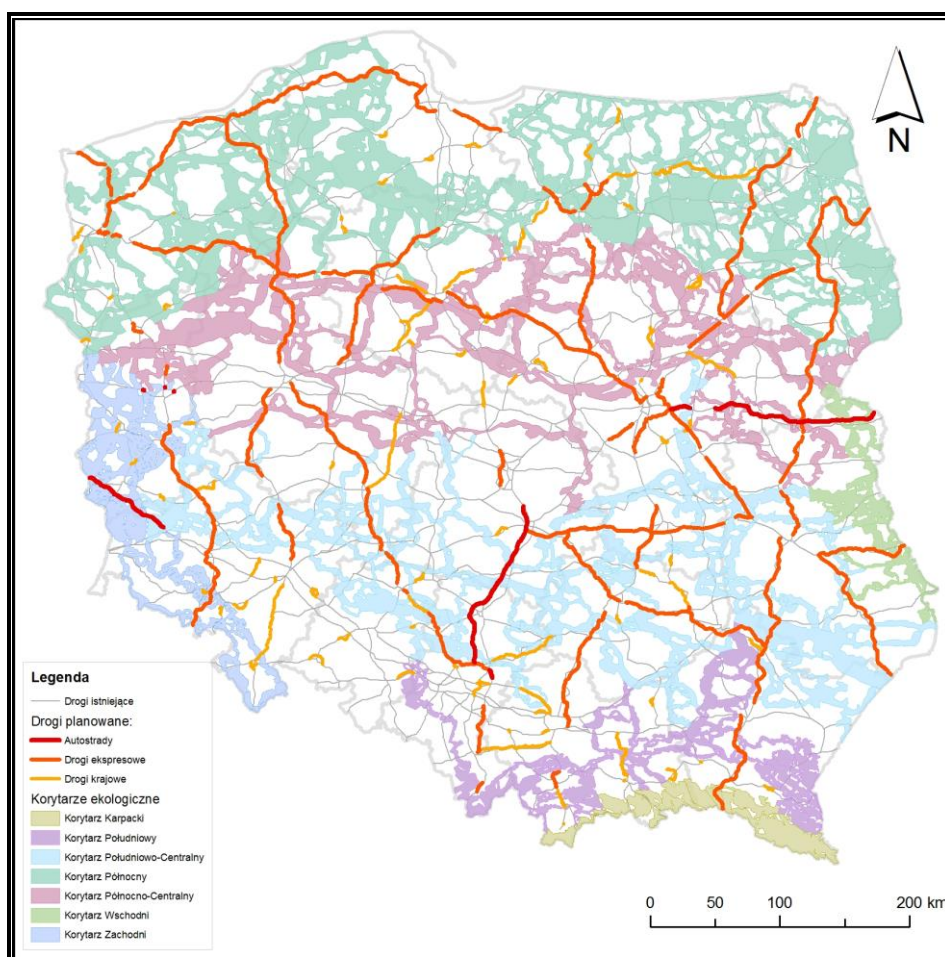 N
Legenda
Drogi istniejące
Drogi planowane:
Autostrady
Drogi ekspresowe
Drogi krajowe
Korytarze ekologiczne
Korytarz Karpacki
Korytarz Południowy
Korytarz Południowo-Centralny
Korytarz Północny
Korytarz Północno-Centralny
Korytarz Wschodni
Korytarz Zachodni
0 50 100 200 km